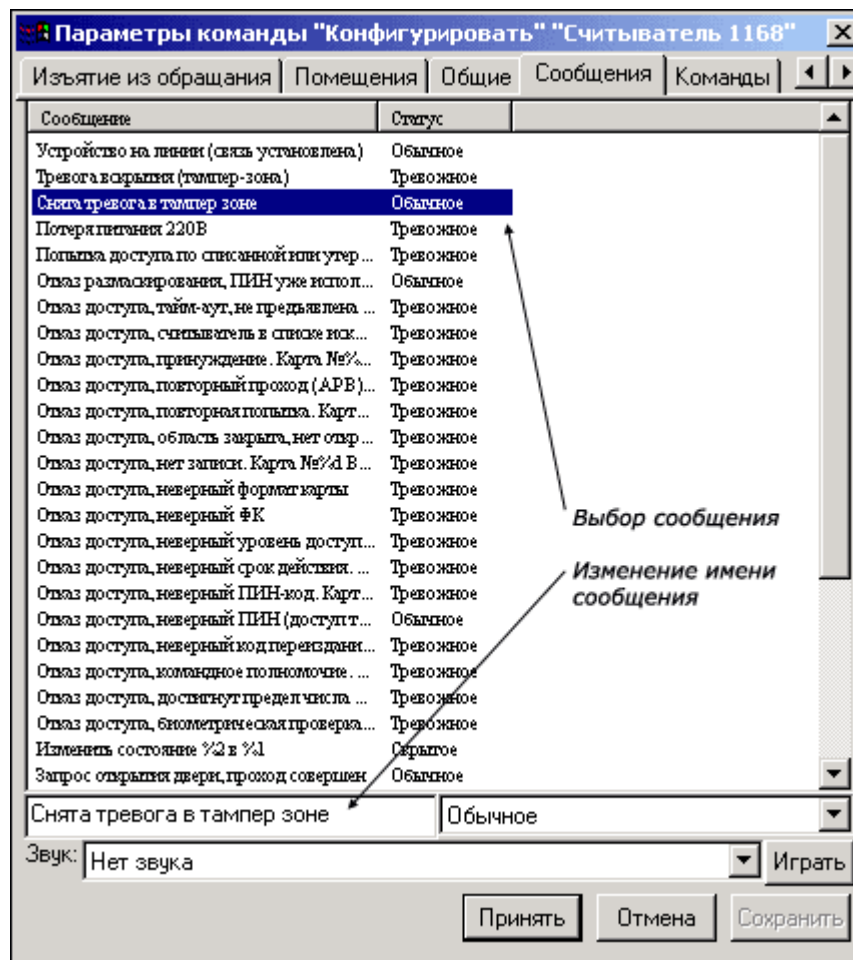 Параметры команды "Конфигурировать" "Считыватель 1168"
Изъятие из обращания Помещения Общие Сообщения Команды
Сообщение Статус
Устройство на линии (связь установлена) Обычное
Тревога вскрытия (тампер-зона) Тревожное
Снята тревога в тампер зоне Обычное
Потеря питания 220В Тревожное
Попытка доступа по списанной или утер... Тревожное
Отказ размаскирования, ПИН уже испол... Обычное
Отказ доступа, тайм-аут, не предъявлена ... Тревожное
Отказ доступа, считыватель в списке иск... Тревожное
Отказ доступа, принуждение. Карта №%... Тревожное
Отказ доступа, повторный проход (APB)... Тревожное
Отказ доступа, повторная попытка. Карт... Тревожное
Отказ доступа, область закрыта, нет откр... Тревожное
Отказ доступа, нет записи. Карта №%d В... Тревожное
Отказ доступа, неверный формат карты Тревожное
Отказ доступа, неверный ФК Тревожное
Отказ доступа, неверный уровень доступ... Тревожное
Отказ доступа, неверный срок действия. ... Тревожное
Отказ доступа, неверный ПИН-код. Карт... Тревожное
Отказ доступа, неверный ПИН (доступ т... Обычное
Отказ доступа, неверный код переиздани... Тревожное
Отказ доступа, командное полномочие. ... Тревожное
Отказ доступа, достигнут предел числа ... Тревожное
Отказ доступа, биометрическая проверка... Тревожное
Изменить состояние %2 в %1 Скрытое
Запрос открытия двери, проход совершен Обычное
Выбор сообщения
Изменение имени
сообщения
Снята тревога в тампер зоне Обычное
Звук: Нет звука Играть
Принять Отмена Сохранить